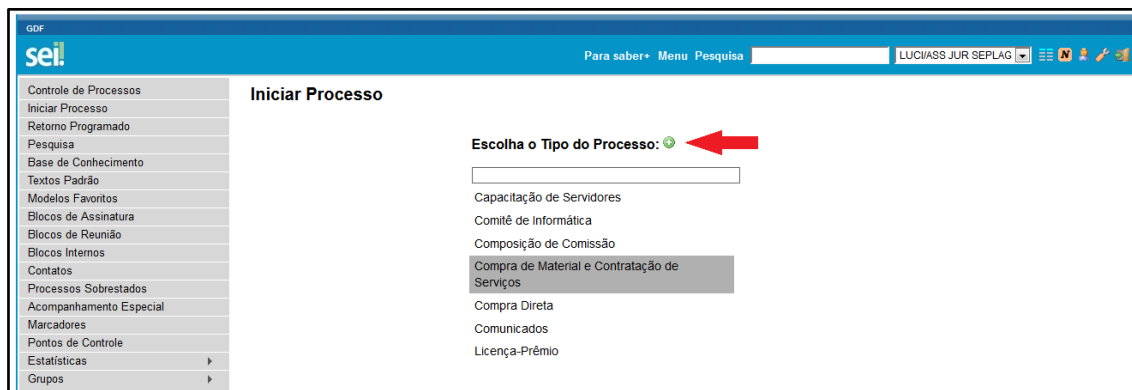 GDF
sei!
Para saber+ Menu Pesquisa LUCI/ASS JUR SEPLAG N
Controle de Processos
Iniciar Processo
Retorno Programado
Pesquisa
Base de Conhecimento
Textos Padrão
Modelos Favoritos
Blocos de Assinatura
Blocos de Reunião
Blocos Internos
Contatos
Processos Sobrestados
Acompanhamento Especial
Marcadores
Pontos de Controle
Estatísticas
Grupos
Iniciar Processo
Escolha o Tipo do Processo:
Capacitação de Servidores
Comitê de Informática
Composição de Comissão
Compra de Material e Contratação de
Serviços
Compra Direta
Comunicados
Licença-Prêmio